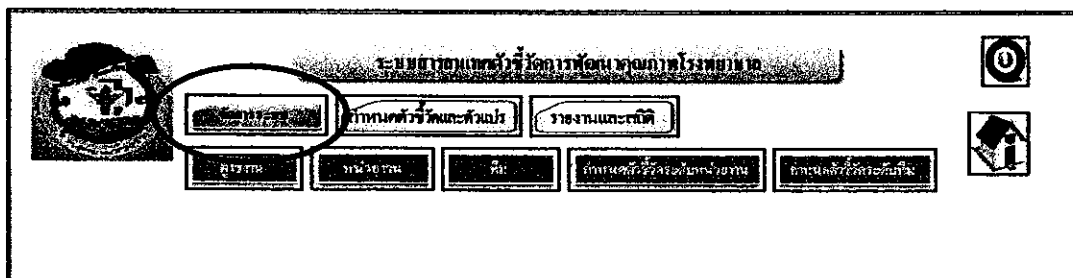 ระบบสารสนเทศตัวชี้วัดการพัฒนาคุณภาพโรงพยาบาล
กำหนดตัวชี้วัดและตัวแปร รายงานและสถิติ
หน่วยงาน ทีม กำหนดตัวชี้วัดระดับหน่วยงาน กำหนดตัวชี้วัดระดับทีม